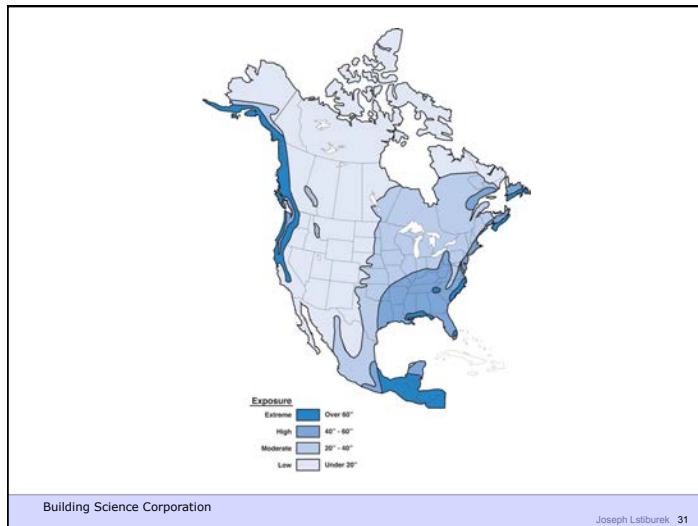 Exposure
Extreme Over 60"
High 40" - 60"
Moderate 20" - 40"
Low Under 20"
Building Science Corporation
Joseph Lstiburek 31